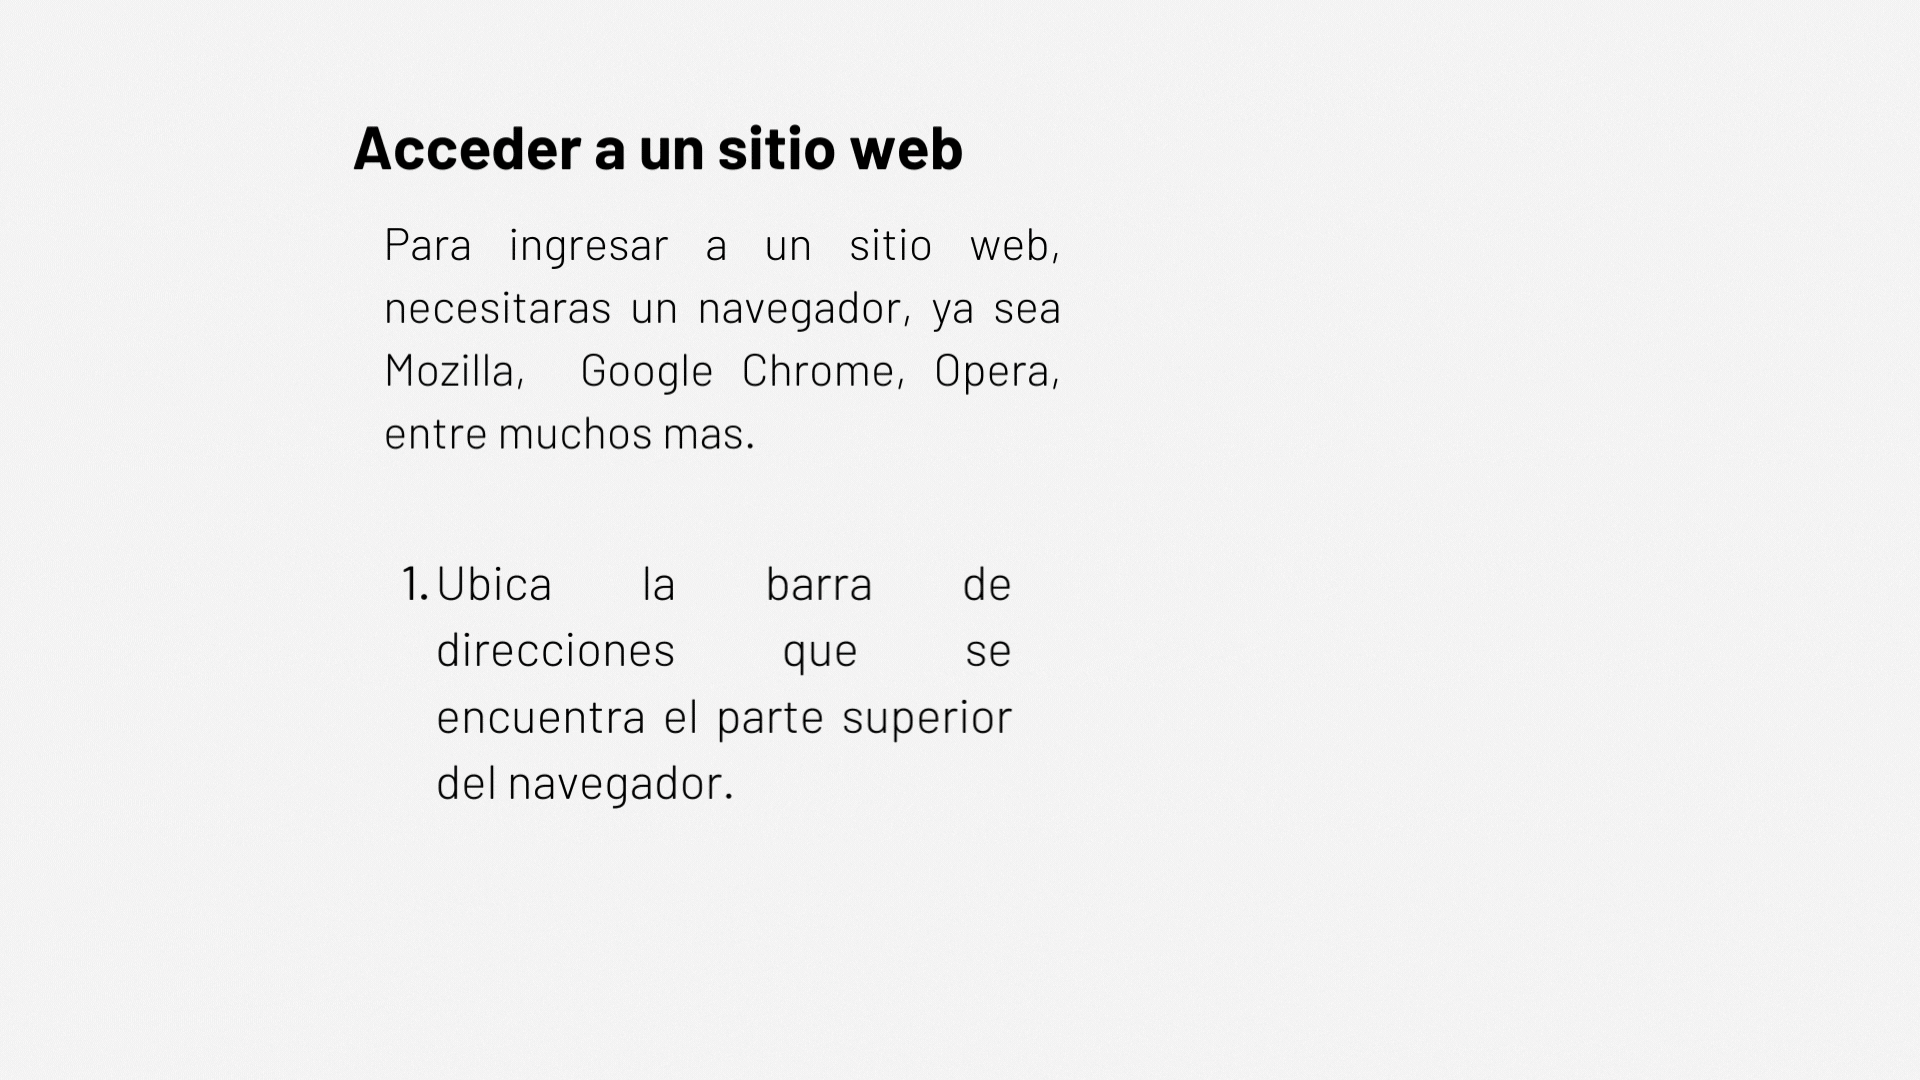 Acceder a un sitio web
Para ingresar a un sitio web,
necesitaras un navegador, ya sea
Mozilla, Google Chrome, Opera,
entre muchos mas.
1. Ubica la barra de
direcciones que se
encuentra el parte superior
del navegador.